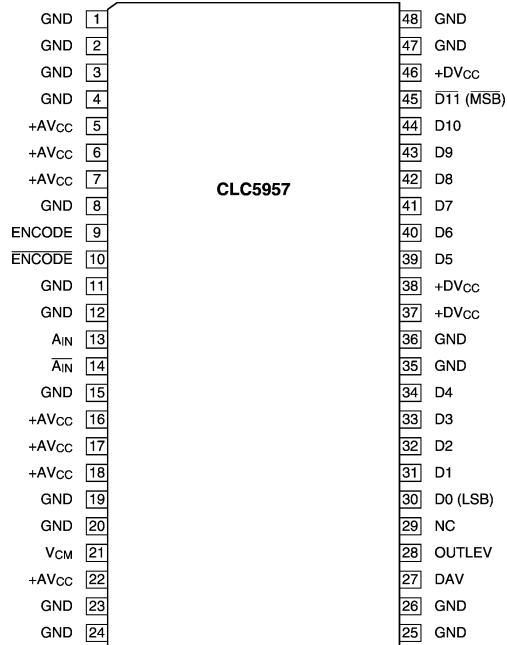 GND 1 48 GND
GND 2 47 GND
GND 3 46 +DVCC
GND 4 45 D̅1̅1̅ (M̅S̅B̅)
+AVCC 5 44 D10
+AVCC 6 43 D9
+AVCC 7 42 D8
CLC5957
GND 8 41 D7
ENCODE 9 40 D6
E̅N̅C̅O̅D̅E̅ 10 39 D5
GND 11 38 +DVCC
GND 12 37 +DVCC
AIN 13 36 GND
A̅I̅N̅ 14 35 GND
GND 15 34 D4
+AVCC 16 33 D3
+AVCC 17 32 D2
+AVCC 18 31 D1
GND 19 30 D0 (LSB)
GND 20 29 NC
VCM 21 28 OUTLEV
+AVCC 22 27 DAV
GND 23 26 GND
GND 24 25 GND